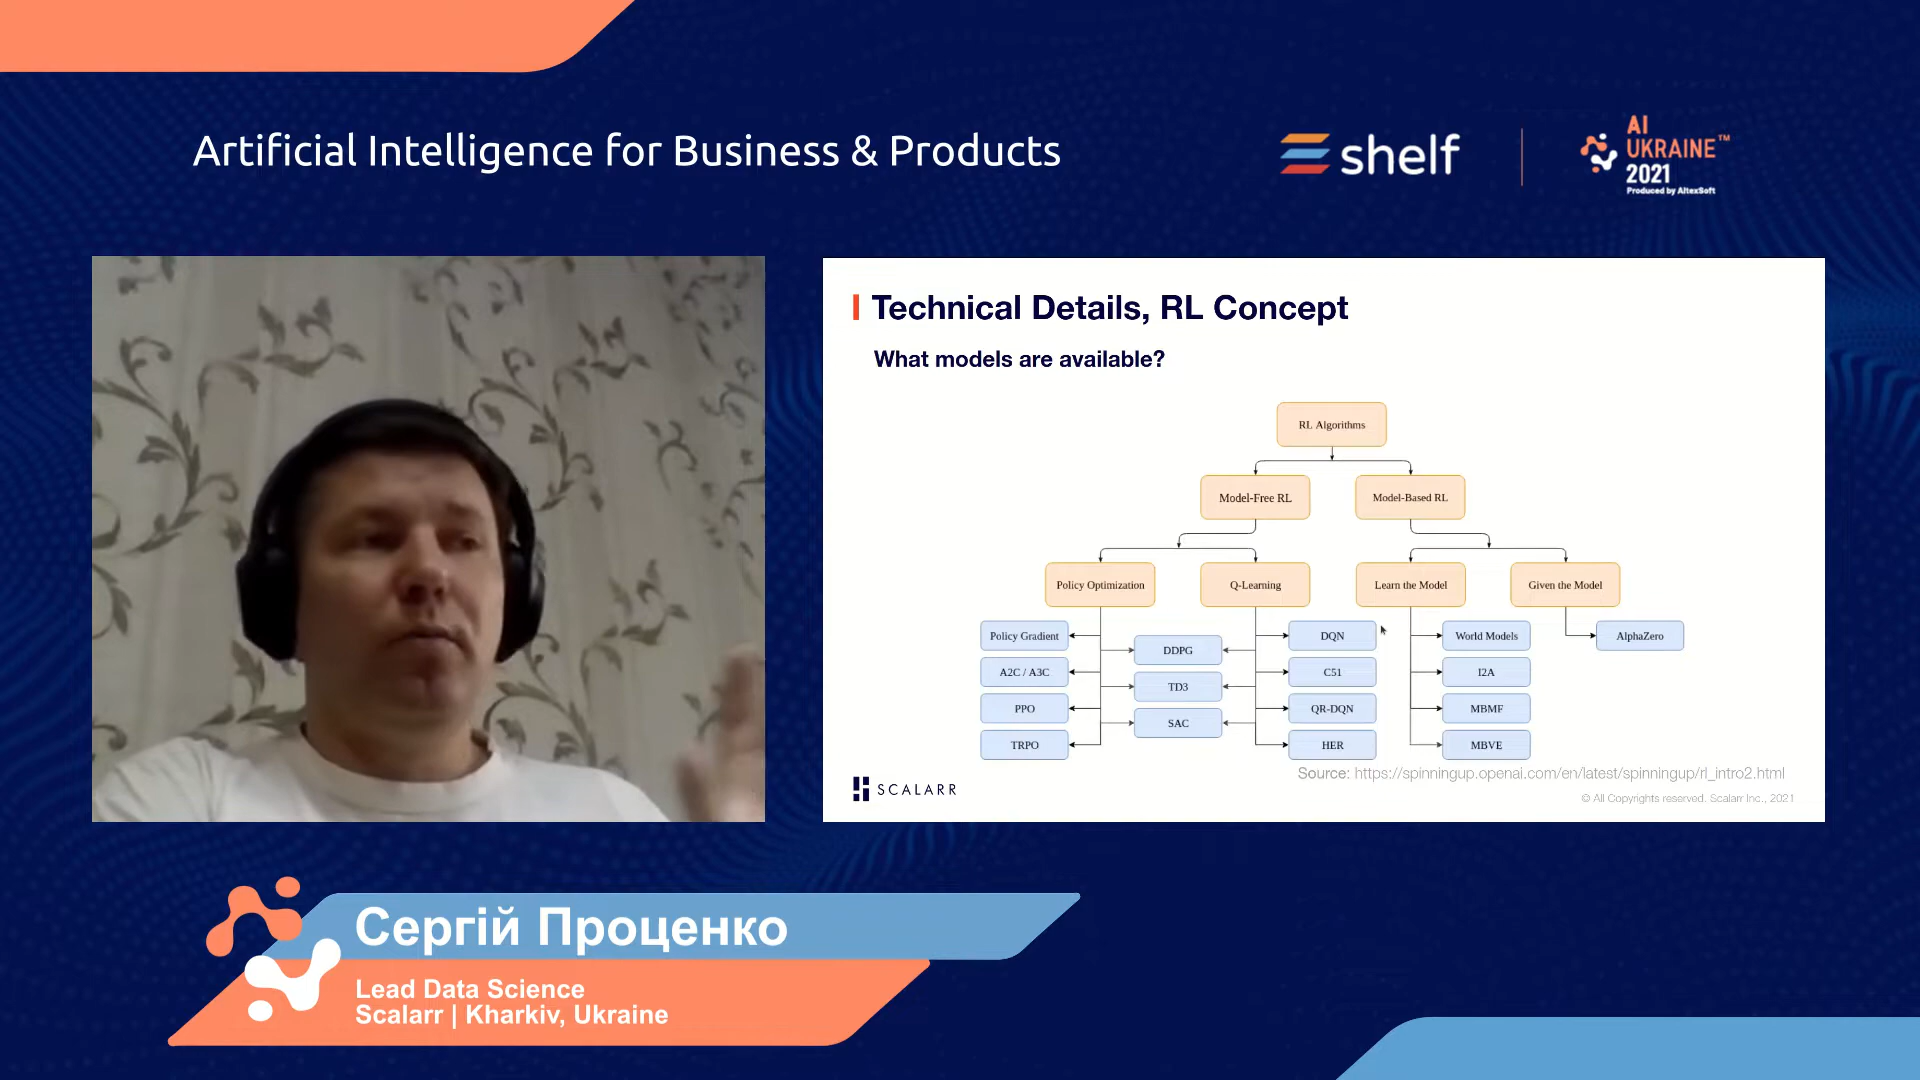 Artificial Intelligence for Business & Products
shelf
AI
UKRAINE™
2021
Produced by AltexSoft
Technical Details, RL Concept
What models are available?
RL Algorithms
Model-Free RL
Model-Based RL
Policy Optimization
Q-Learning
Learn the Model
Given the Model
Policy Gradient
DDPG
DQN
World Models
AlphaZero
A2C / A3C
TD3
C51
I2A
PPO
SAC
QR-DQN
MBMF
TRPO
HER
MBVE
Source: https://spinningup.openai.com/en/latest/spinningup/rl_intro2.html
SCALARR
© All Copyrights reserved. Scalarr Inc., 2021
Сергій Проценко
Lead Data Science
Scalarr | Kharkiv, Ukraine